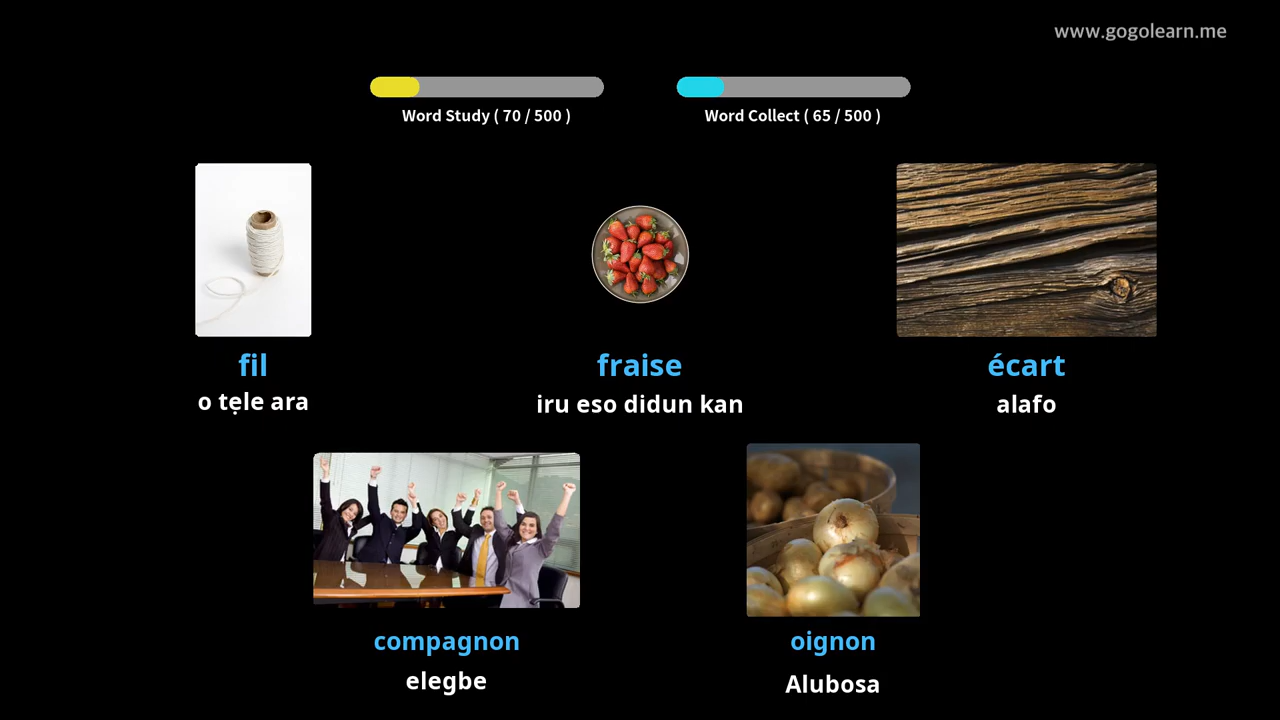 www.gogolearn.me
Word Study ( 70 / 500 )
Word Collect ( 65 / 500 )
fil
o tẹle ara
fraise
iru eso didun kan
écart
alafo
compagnon
elegbe
oignon
Alubosa